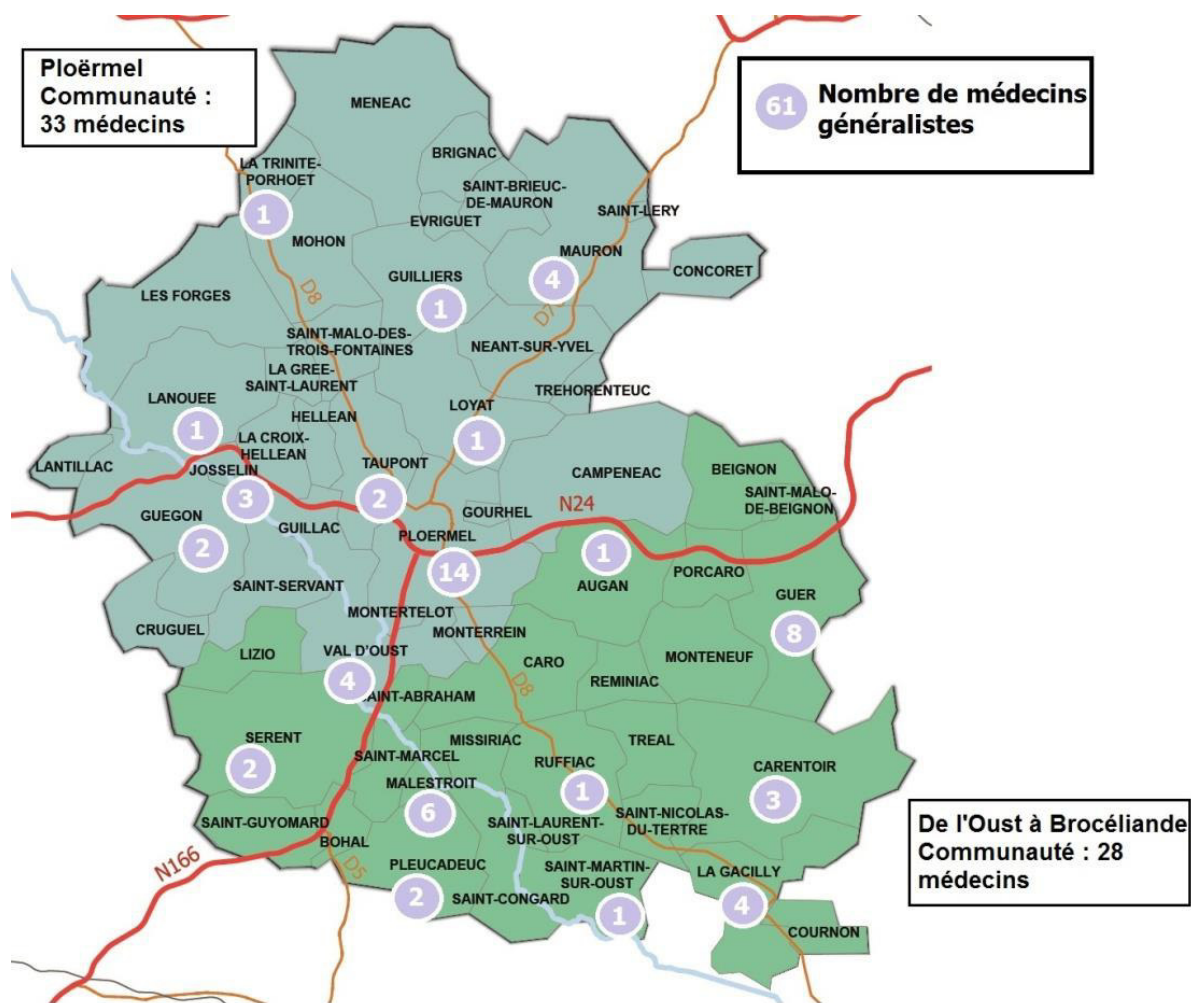 Ploërmel
Communauté :
33 médecins
61
Nombre de médecins
généralistes
MENEAC
BRIGNAC
LA TRINITE-
PORHOET
1
SAINT-BRIEUC-
DE-MAURON
SAINT-LERY
EVRIGUET
MOHON
MAURON
4
CONCORET
GUILLIERS
1
LES FORGES
D8
SAINT-MALO-DES-
TROIS-FONTAINES
NEANT-SUR-YVEL
LA GREE-
SAINT-LAURENT
TREHORENTEUC
LANOUEE
1
HELLEAN
LOYAT
1
LA CROIX-
HELLEAN
LANTILLAC
JOSSELIN
3
TAUPONT
2
CAMPENEAC
BEIGNON
SAINT-MALO-
DE-BEIGNON
GUEGON
2
GUILLAC
GOURHEL
N24
PLOERMEL
14
1
AUGAN
PORCARO
GUER
8
SAINT-SERVANT
MONTERTELOT
MONTERREIN
CRUGUEL
LIZIO
VAL D'OUST
4
CARO
MONTENEUF
REMINIAC
D8
SAINT-ABRAHAM
SERENT
2
MISSIRIAC
TREAL
SAINT-MARCEL
RUFFIAC
1
CARENTOIR
3
MALESTROIT
6
SAINT-GUYOMARD
SAINT-LAURENT-
SUR-OUST
SAINT-NICOLAS-
DU-TERTRE
BOHAL
N166
D5
PLEUCADEUC
2
SAINT-MARTIN-
SUR-OUST
1
SAINT-CONGARD
LA GACILLY
4
COURNON
De l'Oust à Brocéliande
Communauté : 28
médecins